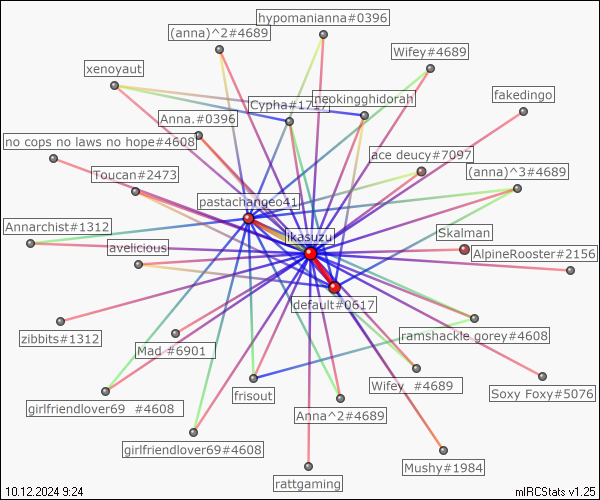 hypomanianna#0396
(anna)^2#4689
Wifey#4689
xenoyaut
fakedingo
neokingghidorah
Cypha#1717
Anna.#0396
no cops no laws no hope#4608
ace deucy#7097
Toucan#2473
(anna)^3#4689
pastachangeo41
Annarchist#1312
likasuzu
Skalman
avelicious
AlpineRooster#2156
default#0617
zibbits#1312
ramshackle gorey#4608
Mad #6901
Wifey #4689
Soxy Foxy#5076
frisout
girlfriendlover69 #4608
Anna^2#4689
girlfriendlover69#4608
Mushy#1984
rattgaming
10.12.2024 9:24
mIRCStats v1.25